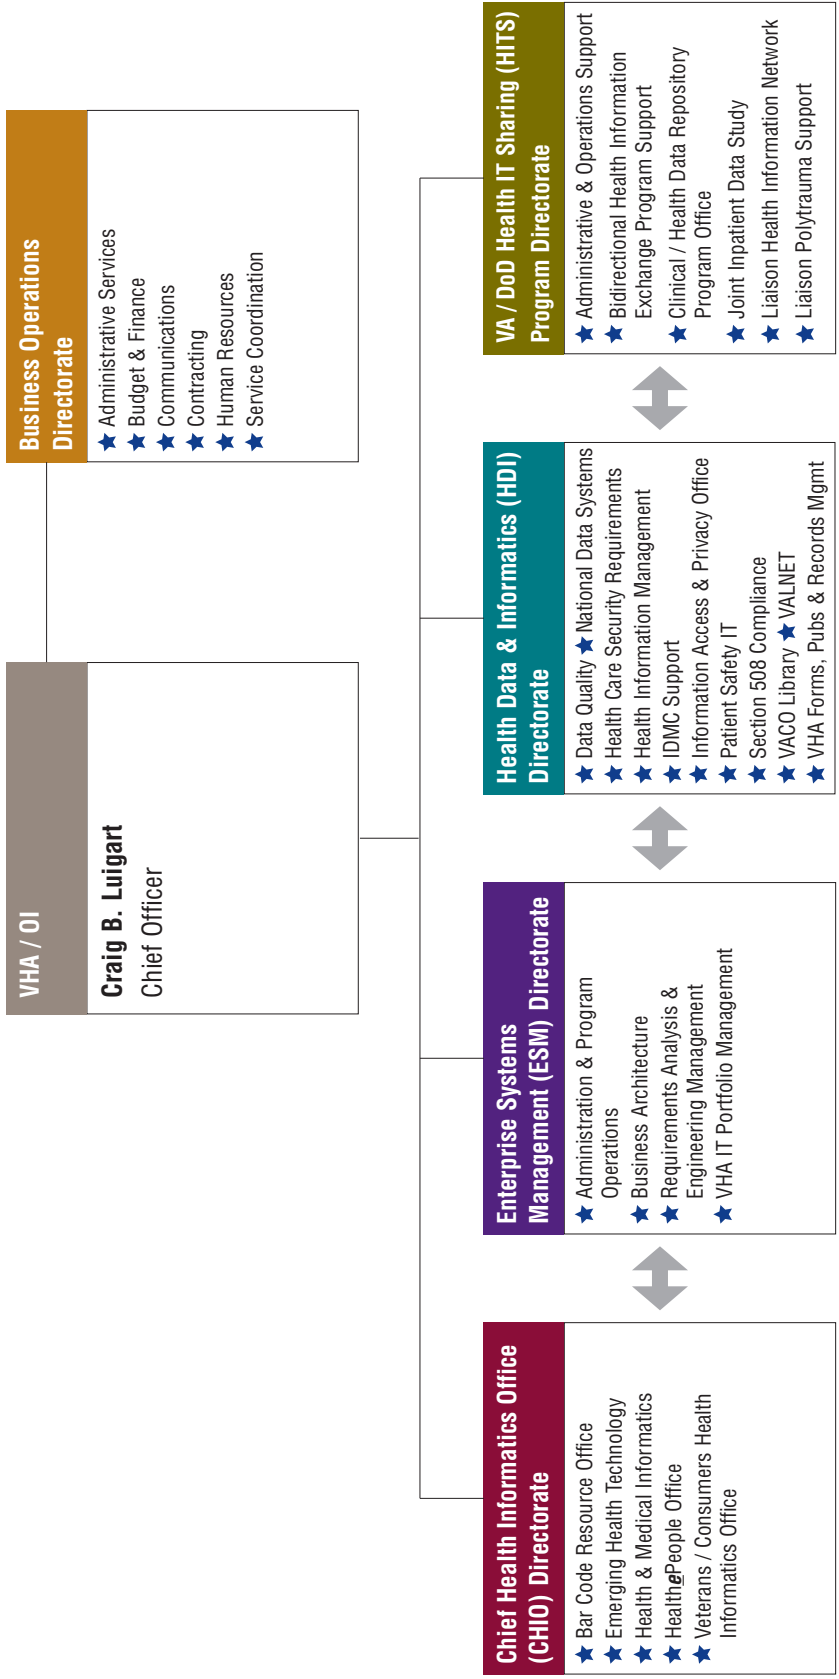 VHA / OI
Craig B. Luigart
Chief Officer
Business Operations
Directorate
Administrative Services
Budget & Finance
Communications
Contracting
Human Resources
Service Coordination
Chief Health Informatics Office
(CHIO) Directorate
Bar Code Resource Office
Emerging Health Technology
Health & Medical Informatics
HealthePeople Office
Veterans / Consumers Health
Informatics Office
Enterprise Systems
Management (ESM) Directorate
Administration & Program
Operations
Business Architecture
Requirements Analysis &
Engineering Management
VHA IT Portfolio Management
Health Data & Informatics (HDI)
Directorate
Data Quality ★ National Data Systems
Health Care Security Requirements
Health Information Management
IDMC Support
Information Access & Privacy Office
Patient Safety IT
Section 508 Compliance
VACO Library ★ VALNET
VHA Forms, Pubs & Records Mgmt
VA / DoD Health IT Sharing (HITS)
Program Directorate
Administrative & Operations Support
Bidirectional Health Information
Exchange Program Support
Clinical / Health Data Repository
Program Office
Joint Inpatient Data Study
Liaison Health Information Network
Liaison Polytrauma Support